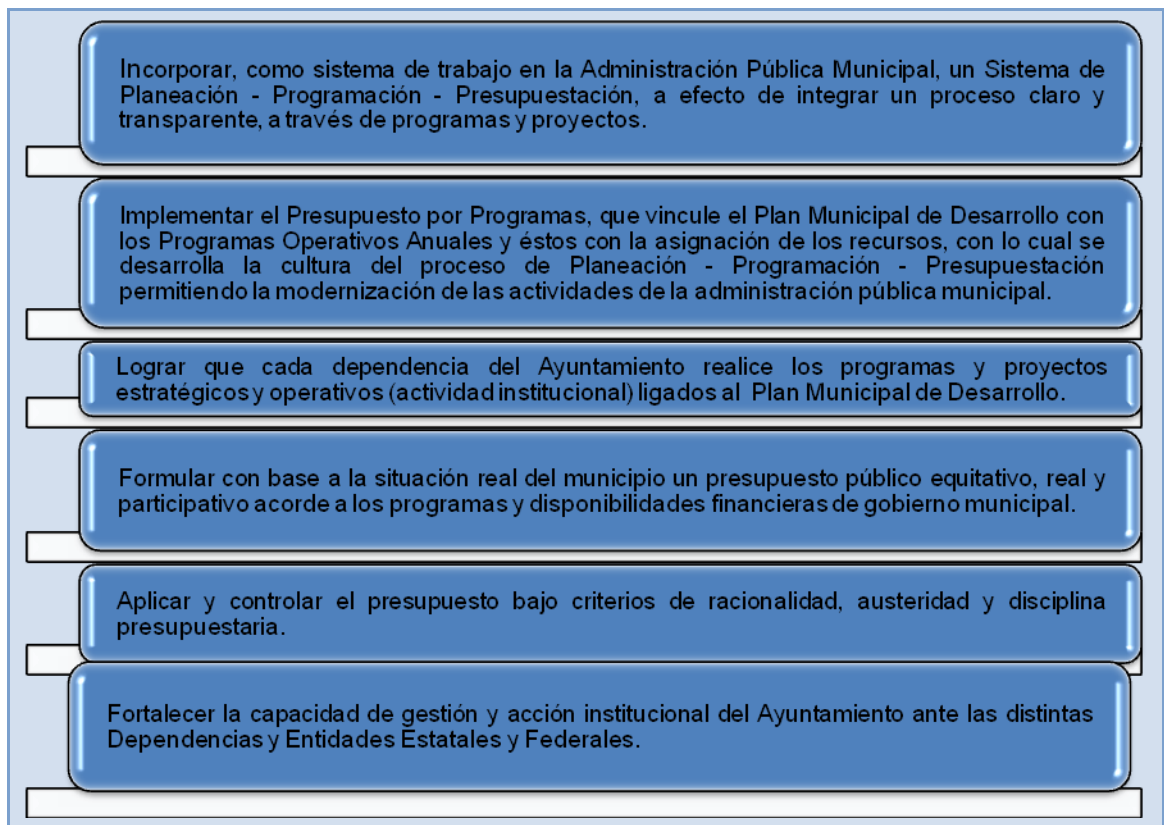 Incorporar, como sistema de trabajo en la Administración Pública Municipal, un Sistema de
Planeación - Programación - Presupuestación, a efecto de integrar un proceso claro y
transparente, a través de programas y proyectos.
Implementar el Presupuesto por Programas, que vincule el Plan Municipal de Desarrollo con
los Programas Operativos Anuales y éstos con la asignación de los recursos, con lo cual se
desarrolla la cultura del proceso de Planeación - Programación - Presupuestación
permitiendo la modernización de las actividades de la administración pública municipal.
Lograr que cada dependencia del Ayuntamiento realice los programas y proyectos
estratégicos y operativos (actividad institucional) ligados al Plan Municipal de Desarrollo.
Formular con base a la situación real del municipio un presupuesto público equitativo, real y
participativo acorde a los programas y disponibilidades financieras de gobierno municipal.
Aplicar y controlar el presupuesto bajo criterios de racionalidad, austeridad y disciplina
presupuestaria.
Fortalecer la capacidad de gestión y acción institucional del Ayuntamiento ante las distintas
Dependencias y Entidades Estatales y Federales.